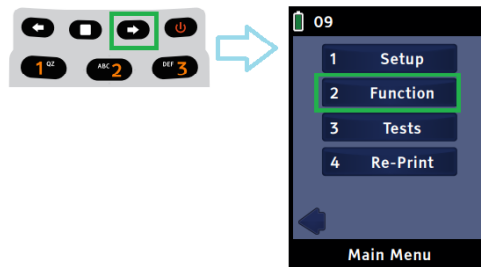 1 QZ ABC 2 DEF 3
09
1 Setup
2 Function
3 Tests
4 Re-Print
Main Menu